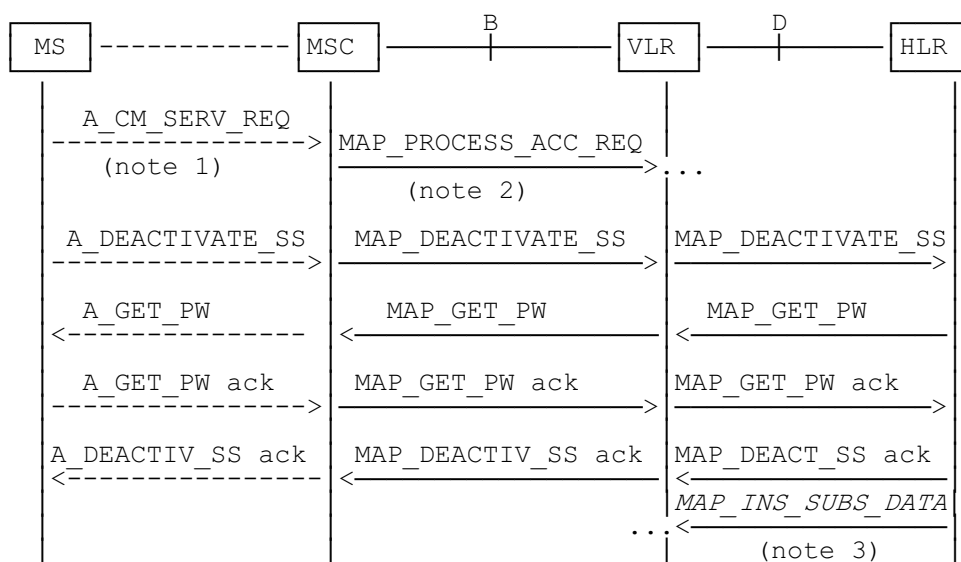 B D
MS MSC VLR HLR
A_CM_SERV_REQ
MAP_PROCESS_ACC_REQ
(note 1) ...
(note 2)
A_DEACTIVATE_SS MAP_DEACTIVATE_SS MAP_DEACTIVATE_SS
A_GET_PW MAP_GET_PW MAP_GET_PW
A_GET_PW ack MAP_GET_PW ack MAP_GET_PW ack
A_DEACTIV_SS ack MAP_DEACTIV_SS ack MAP_DEACT_SS ack
MAP_INS_SUBS_DATA
...
(note 3)